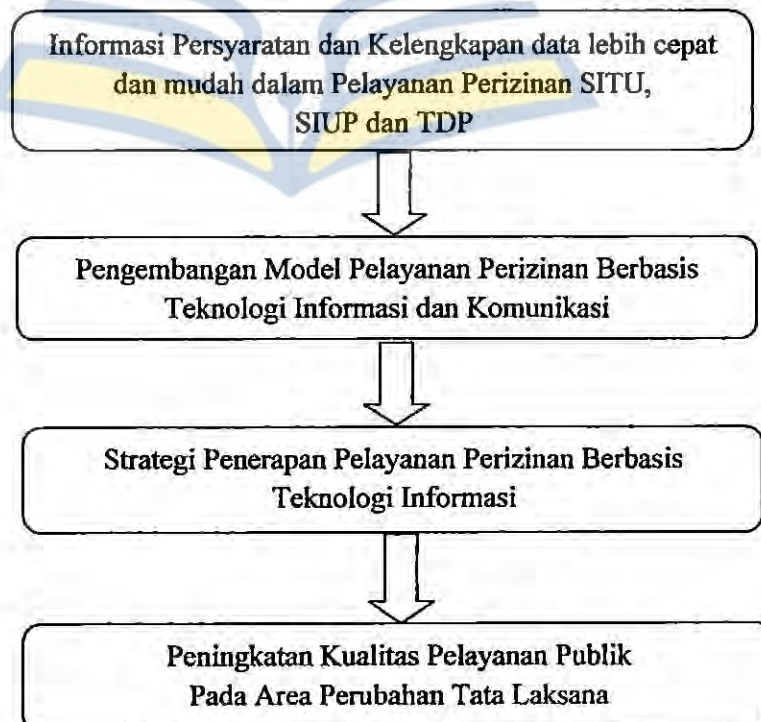 Informasi Persyaratan dan Kelengkapan data lebih cepat
dan mudah dalam Pelayanan Perizinan SITU,
SIUP dan TDP
Pengembangan Model Pelayanan Perizinan Berbasis
Teknologi Informasi dan Komunikasi
Strategi Penerapan Pelayanan Perizinan Berbasis
Teknologi Informasi
Peningkatan Kualitas Pelayanan Publik
Pada Area Perubahan Tata Laksana